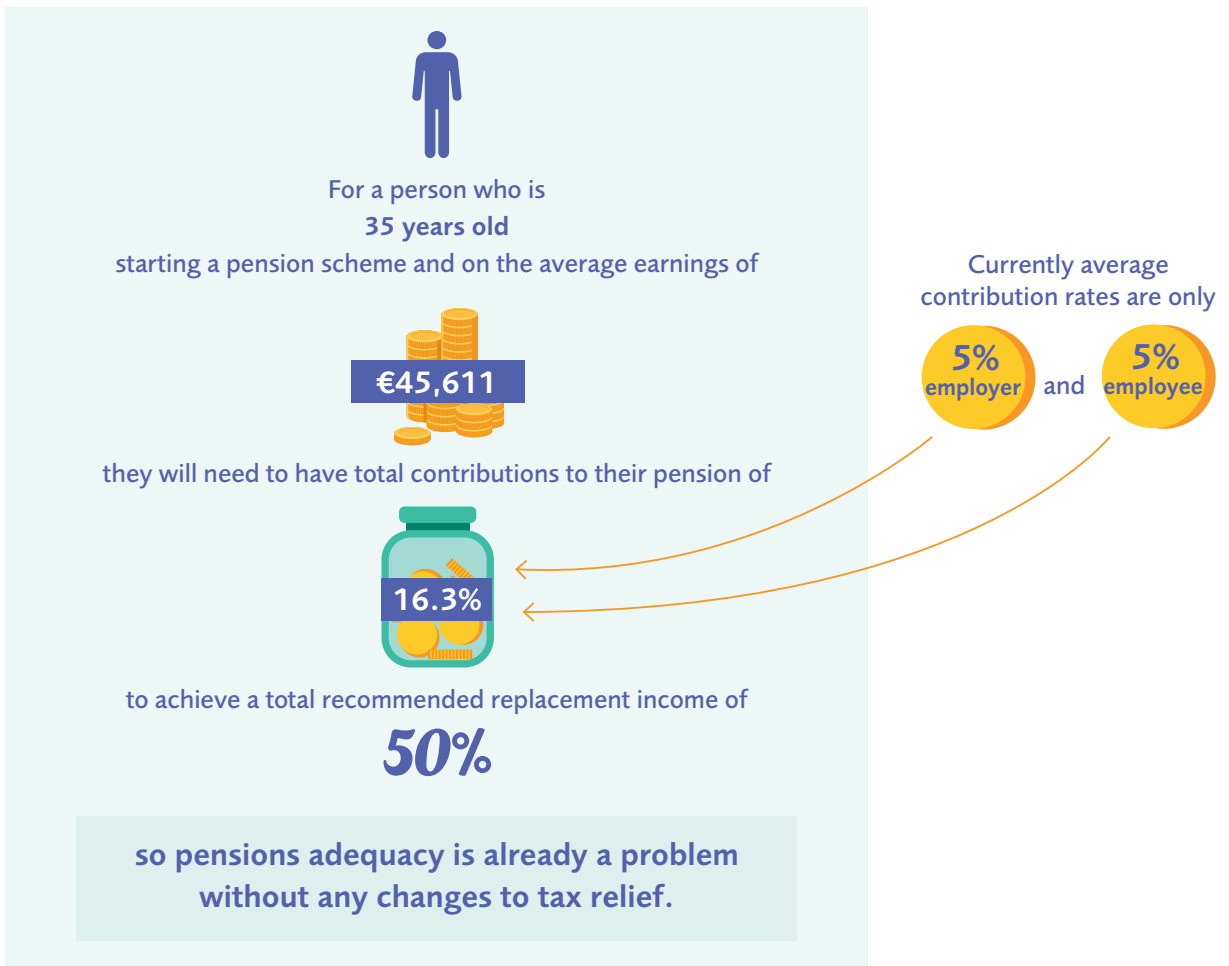 For a person who is
35 years old
starting a pension scheme and on the average earnings of
€45,611
they will need to have total contributions to their pension of
16.3%
to achieve a total recommended replacement income of
50%
so pensions adequacy is already a problem
without any changes to tax relief.
Currently average
contribution rates are only
5%
employer
and
5%
employee